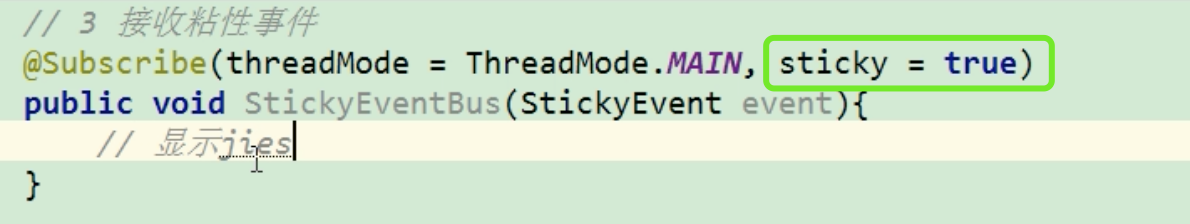 // 3 接收粘性事件
@Subscribe(threadMode = ThreadMode.MAIN, sticky = true)
public void StickyEventBus(StickyEvent event){
// 显示jies
}